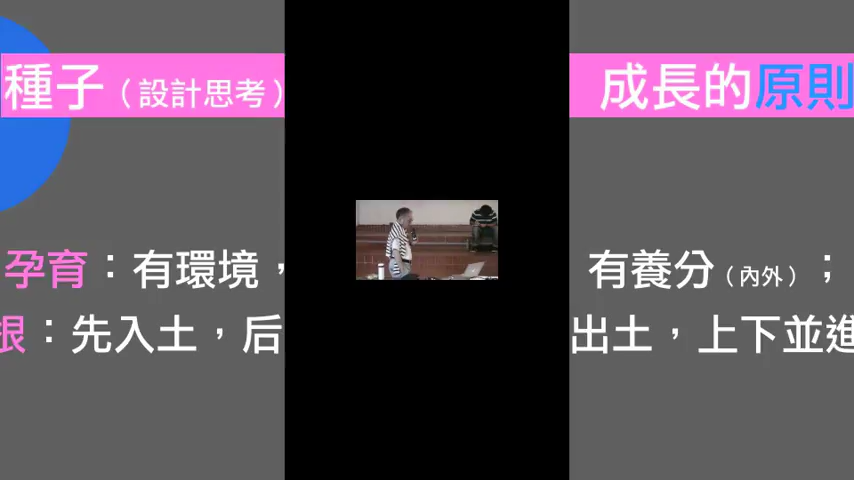 種子（設計思考） 成長的原則
孕育：有環境， 有養分（內外）；
根：先入土，后 出土，上下並進